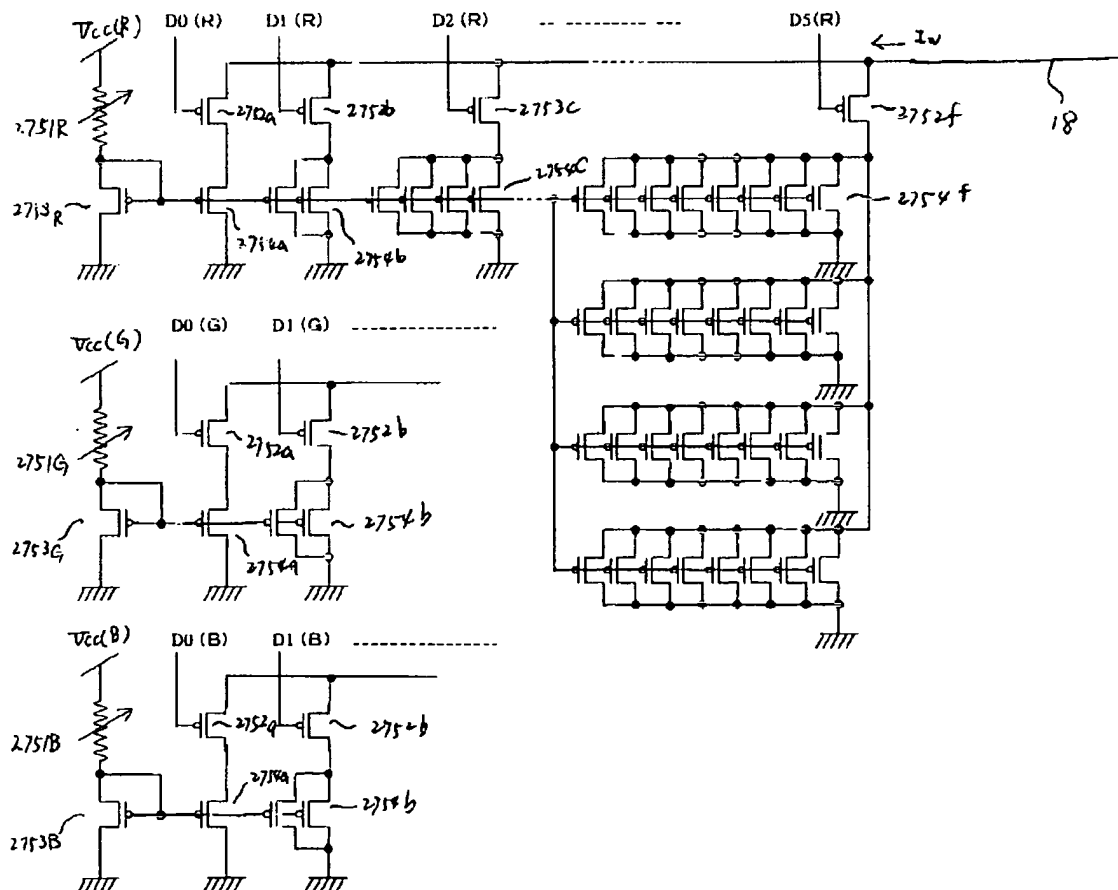 Vcc(R) D0 (R) D1 (R) D2 (R) D5 (R)
Iw
2751R 2752a 2752b 2753C 2752f 18
2754C
2753R 2754a 2754b 2754f
Vcc(G) D0 (G) D1 (G)
2751G 2752a 2752b
2753G 2754a 2754b
Vcc(B) D0 (B) D1 (B)
2751B 2752a 2752b
2754a 2754b
2753B